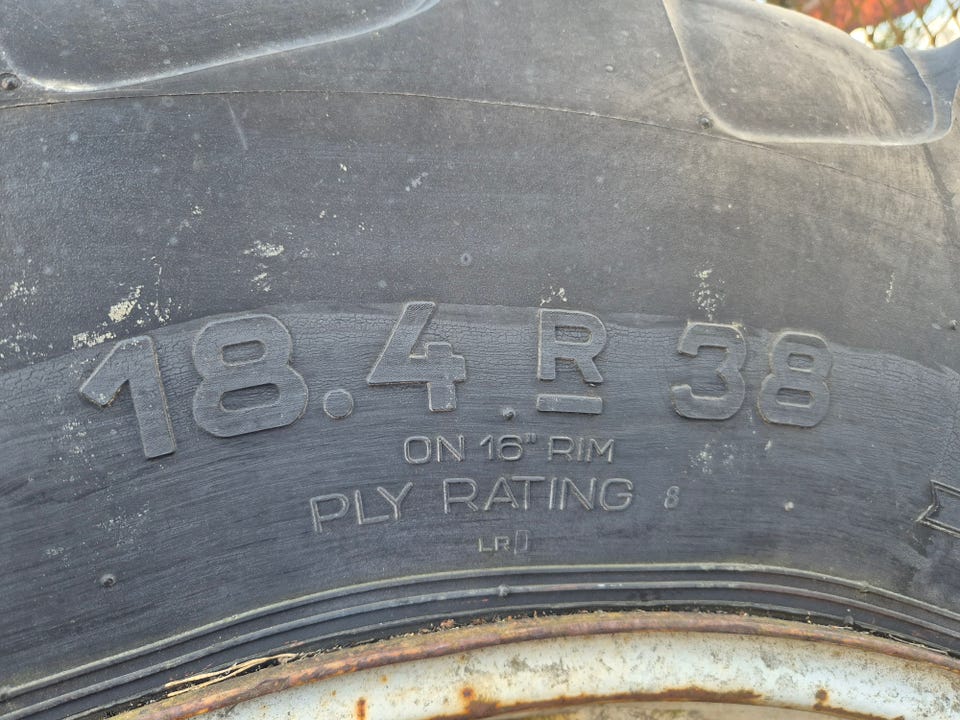 18.4 R 38
ON 16" RIM
PLY RATING 8
LR D